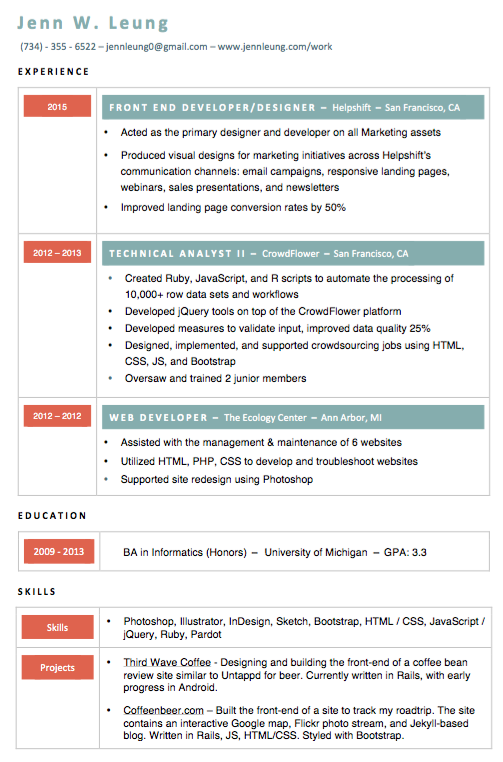 Jenn W. Leung
(734) - 355 - 6522 – jennleung0@gmail.com – www.jennleung.com/work
EXPERIENCE
2015
FRONT END DEVELOPER/DESIGNER – Helpshift – San Francisco, CA
• Acted as the primary designer and developer on all Marketing assets
• Produced visual designs for marketing initiatives across Helpshift's
communication channels: email campaigns, responsive landing pages,
webinars, sales presentations, and newsletters
• Improved landing page conversion rates by 50%
2012 – 2013
TECHNICAL ANALYST II – CrowdFlower – San Francisco, CA
• Created Ruby, JavaScript, and R scripts to automate the processing of
10,000+ row data sets and workflows
• Developed jQuery tools on top of the CrowdFlower platform
• Developed measures to validate input, improved data quality 25%
• Designed, implemented, and supported crowdsourcing jobs using HTML,
CSS, JS, and Bootstrap
• Oversaw and trained 2 junior members
2012 – 2012
WEB DEVELOPER – The Ecology Center – Ann Arbor, MI
• Assisted with the management & maintenance of 6 websites
• Utilized HTML, PHP, CSS to develop and troubleshoot websites
• Supported site redesign using Photoshop
EDUCATION
2009 - 2013
BA in Informatics (Honors) – University of Michigan – GPA: 3.3
SKILLS
Skills
• Photoshop, Illustrator, InDesign, Sketch, Bootstrap, HTML / CSS, JavaScript /
jQuery, Ruby, Pardot
Projects
• Third Wave Coffee - Designing and building the front-end of a coffee bean
review site similar to Untappd for beer. Currently written in Rails, with early
progress in Android.
• Coffeenbeer.com – Built the front-end of a site to track my roadtrip. The site
contains an interactive Google map, Flickr photo stream, and Jekyll-based
blog. Written in Rails, JS, HTML/CSS. Styled with Bootstrap.